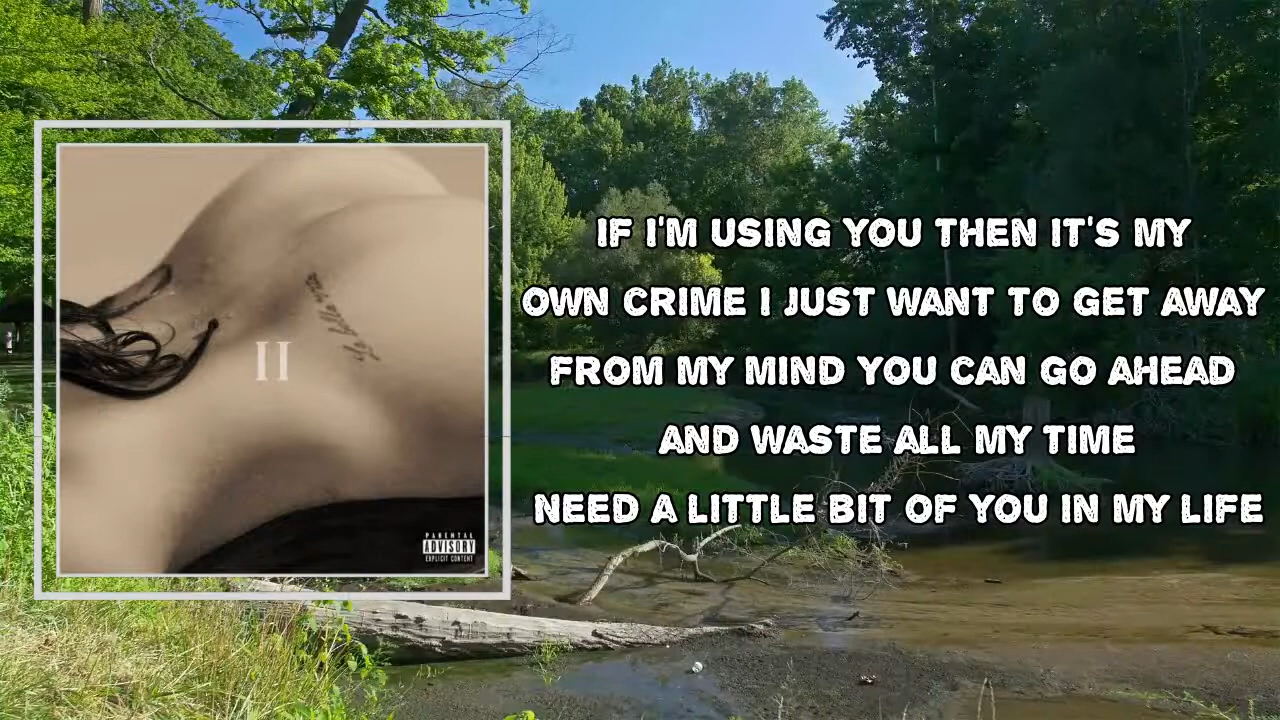 II
PARENTAL
ADVISORY
EXPLICIT CONTENT
IF I'M USING YOU THEN IT'S MY
OWN CRIME I JUST WANT TO GET AWAY
FROM MY MIND YOU CAN GO AHEAD
AND WASTE ALL MY TIME
NEED A LITTLE BIT OF YOU IN MY LIFE